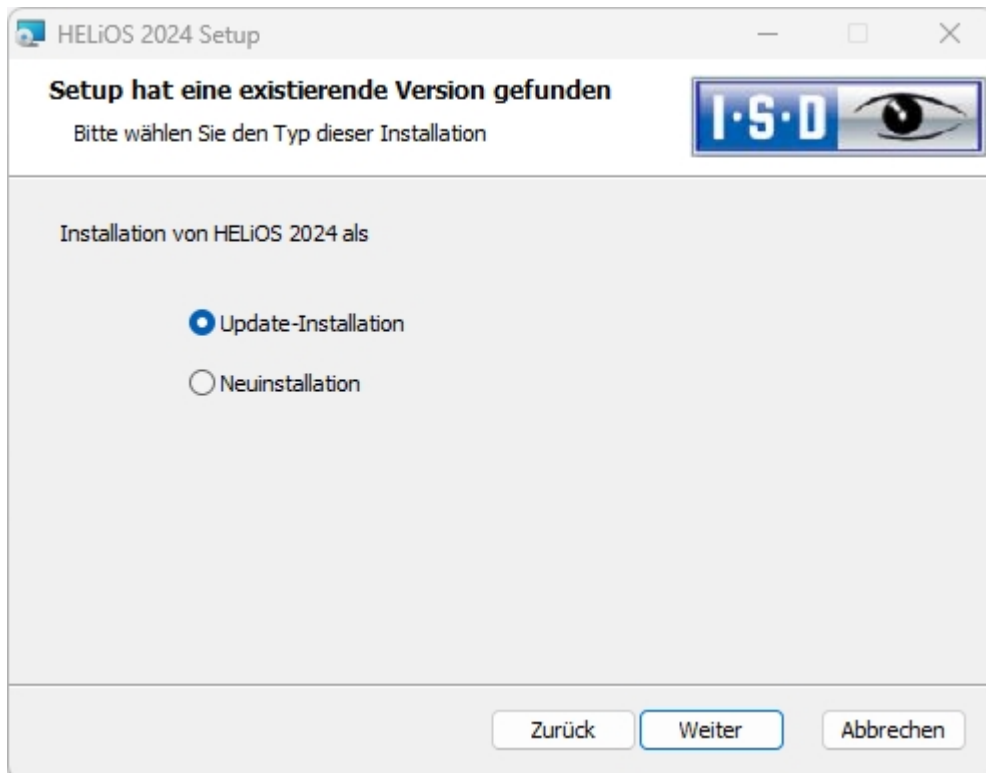 HELiOS 2024 Setup
Setup hat eine existierende Version gefunden
Bitte wählen Sie den Typ dieser Installation
I·S·D
Installation von HELiOS 2024 als
Update-Installation
Neuinstallation
Zurück Weiter Abbrechen